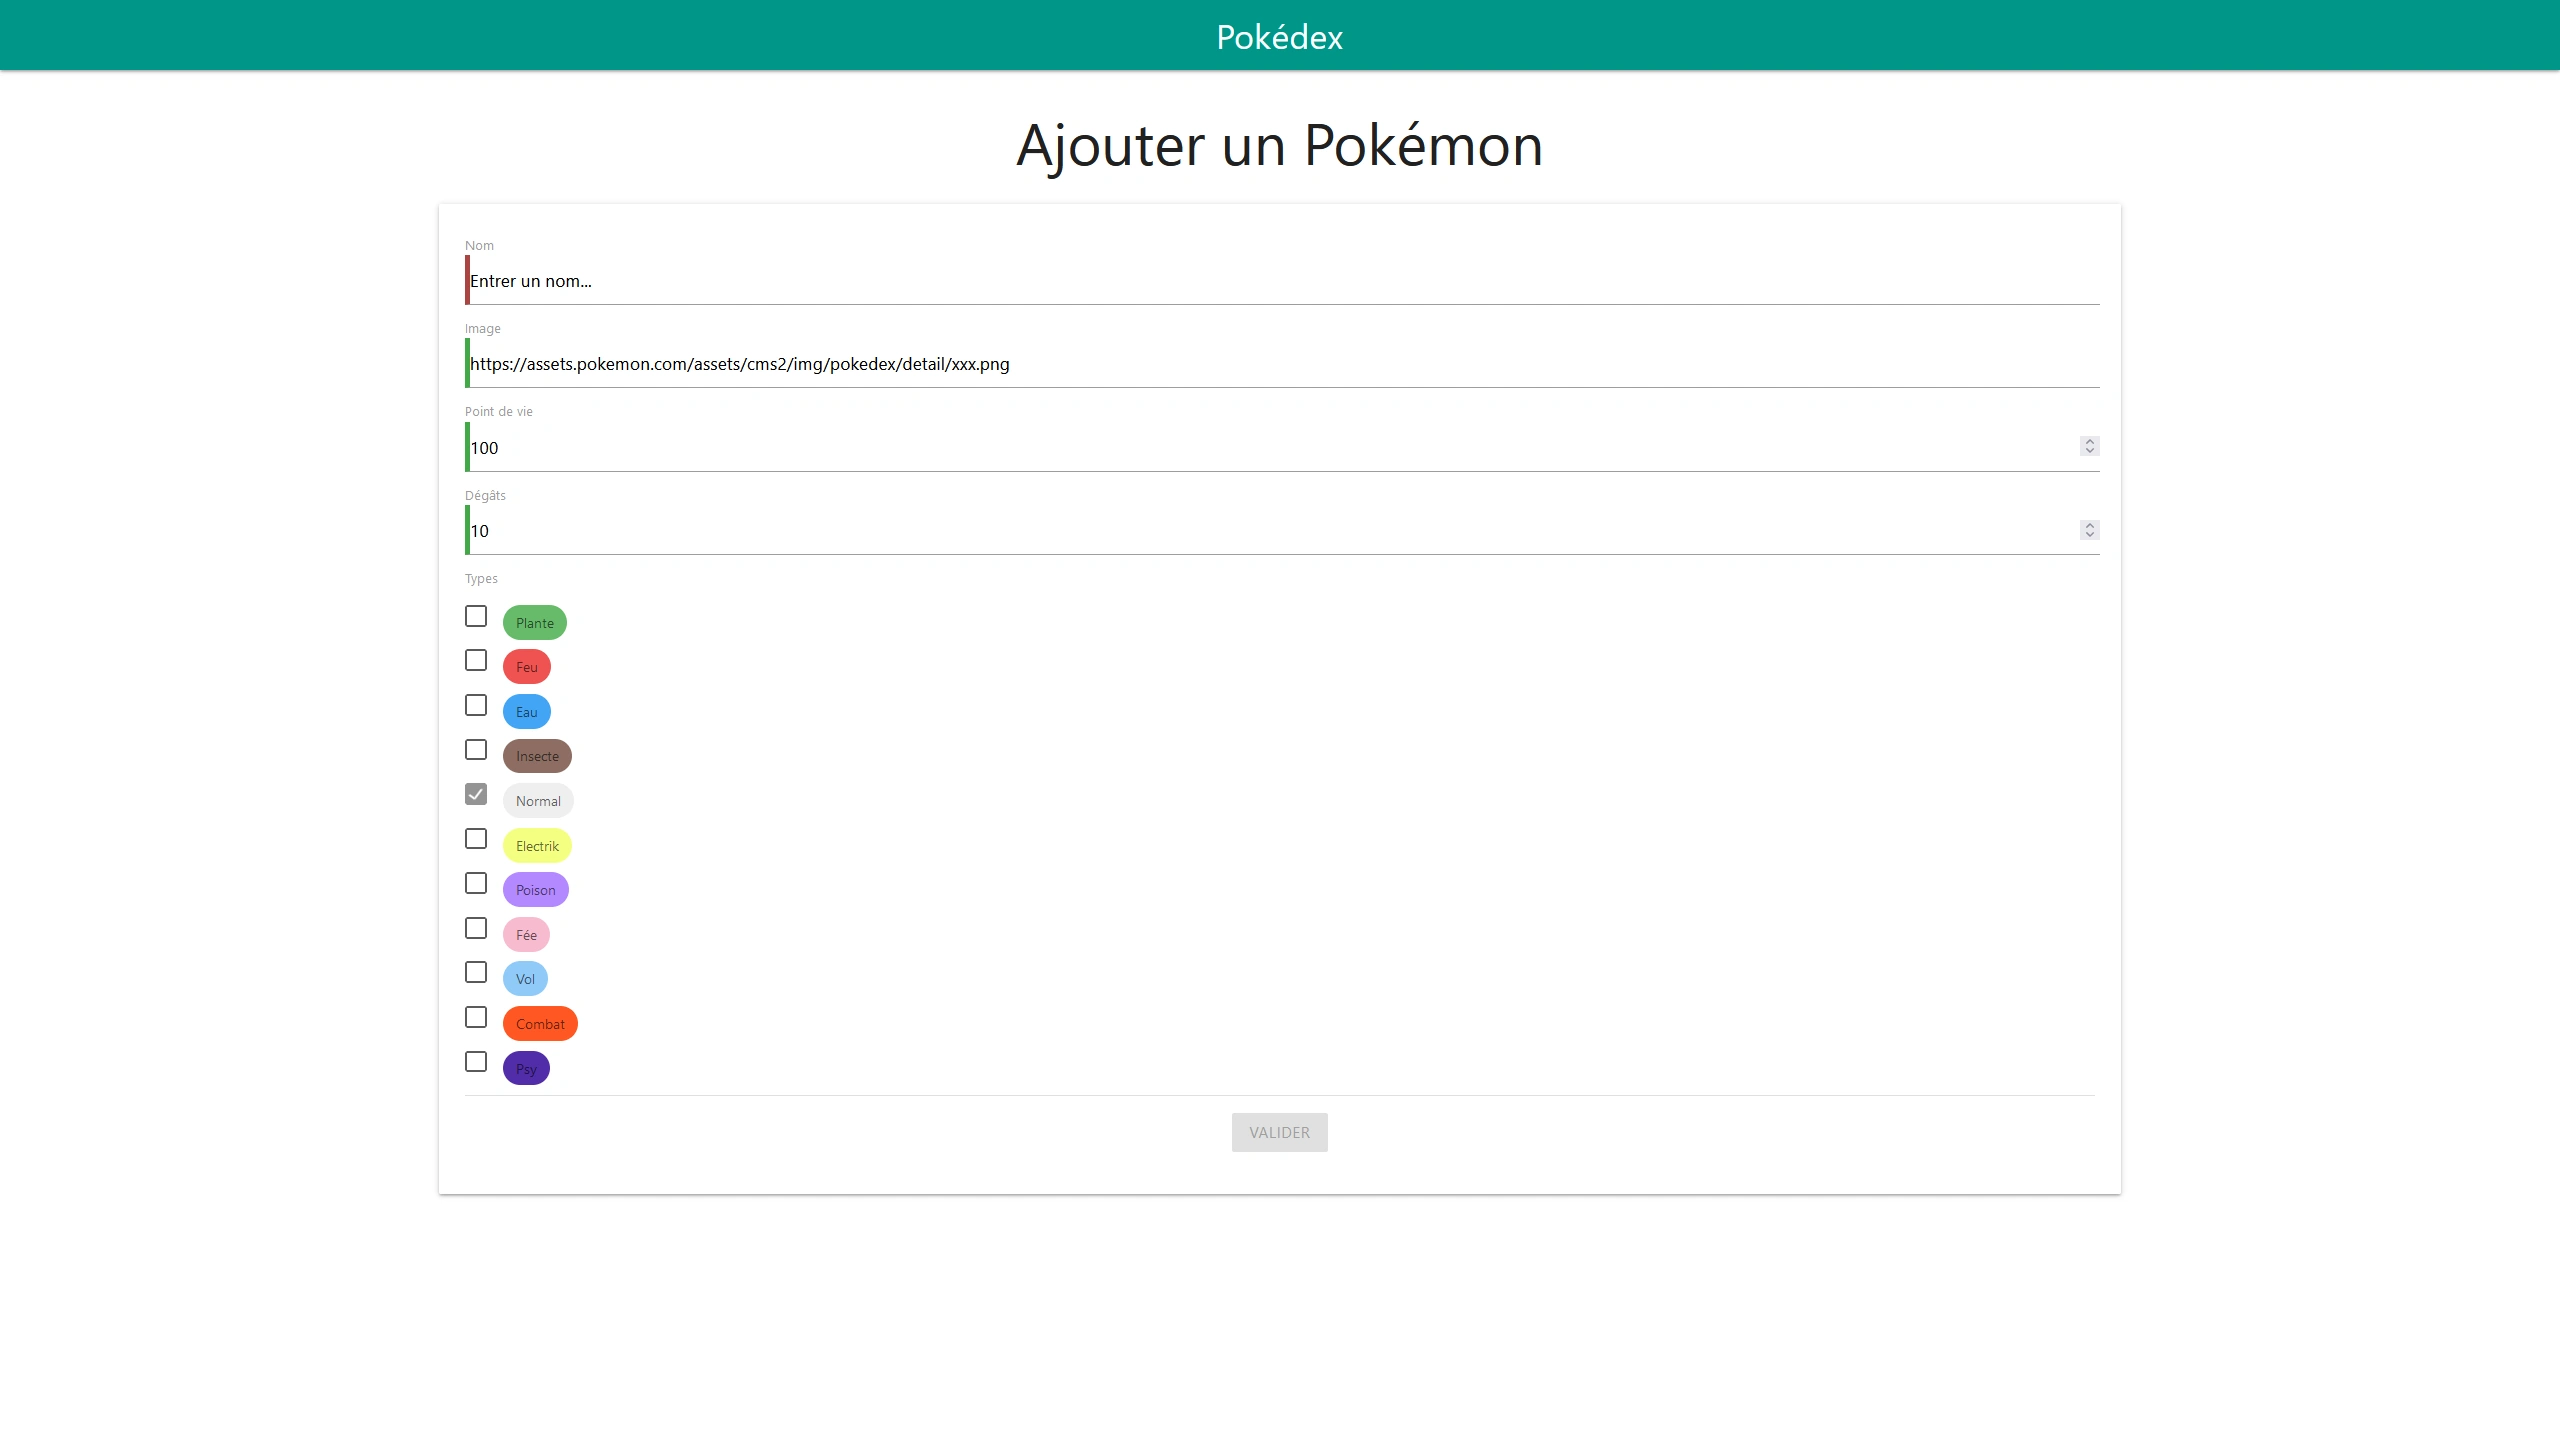 Pokédex
Ajouter un Pokémon
Nom
Entrer un nom...
Image
https://assets.pokemon.com/assets/cms2/img/pokedex/detail/xxx.png
Point de vie
100
Dégâts
10
Types
Plante
Feu
Eau
Insecte
Normal
Electrik
Poison
Fée
Vol
Combat
Psy
VALIDER